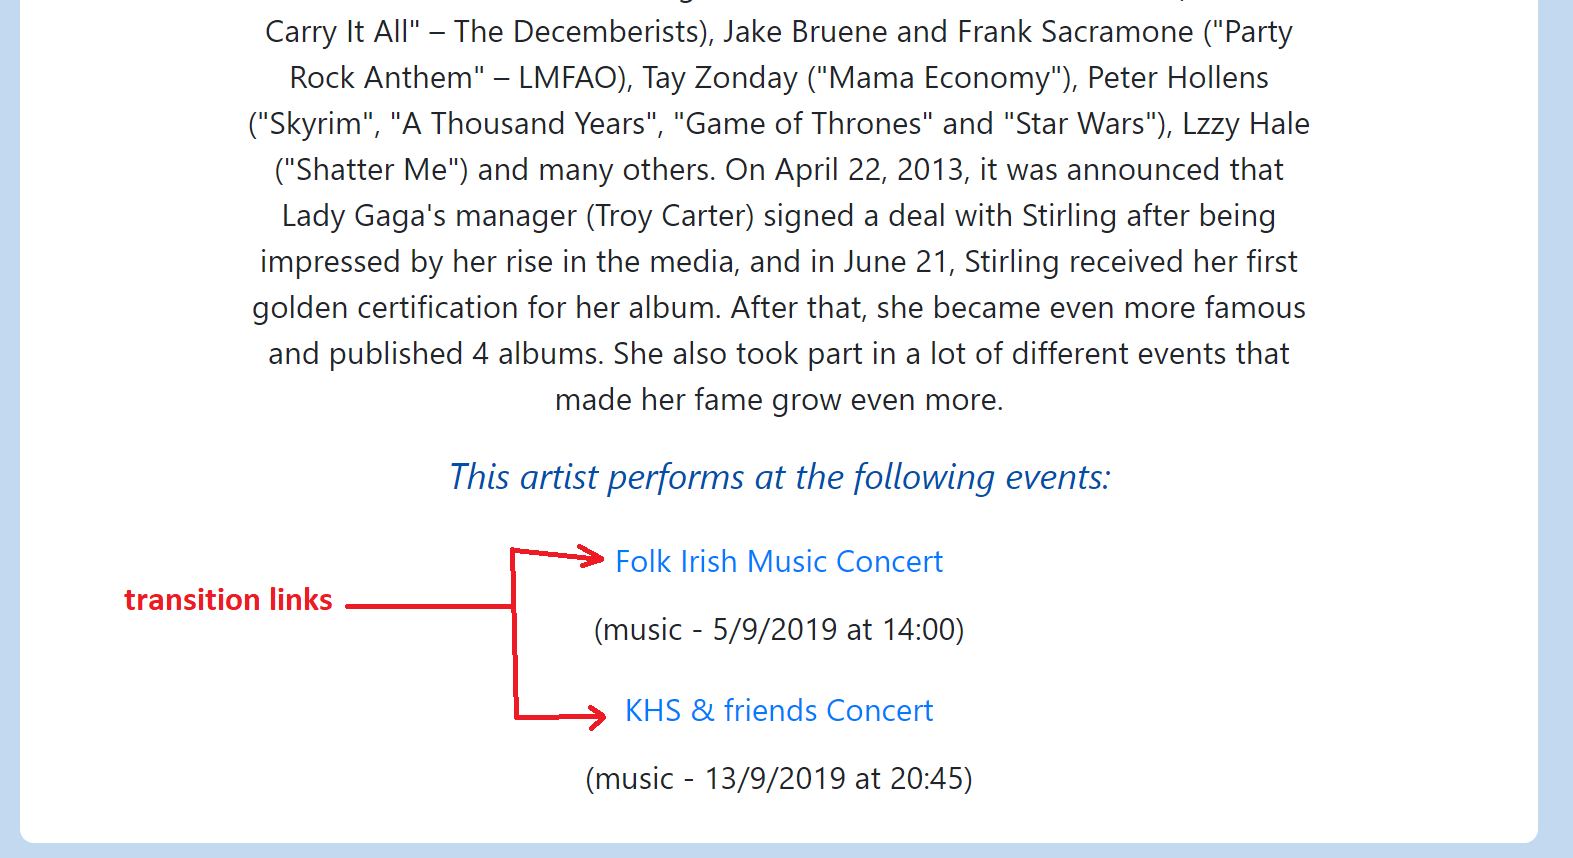 Carry It All" – The Decemberists), Jake Bruene and Frank Sacramone ("Party
Rock Anthem" – LMFAO), Tay Zonday ("Mama Economy"), Peter Hollens
("Skyrim", "A Thousand Years", "Game of Thrones" and "Star Wars"), Lzzy Hale
("Shatter Me") and many others. On April 22, 2013, it was announced that
Lady Gaga's manager (Troy Carter) signed a deal with Stirling after being
impressed by her rise in the media, and in June 21, Stirling received her first
golden certification for her album. After that, she became even more famous
and published 4 albums. She also took part in a lot of different events that
made her fame grow even more.
This artist performs at the following events:
Folk Irish Music Concert
transition links
(music - 5/9/2019 at 14:00)
KHS & friends Concert
(music - 13/9/2019 at 20:45)